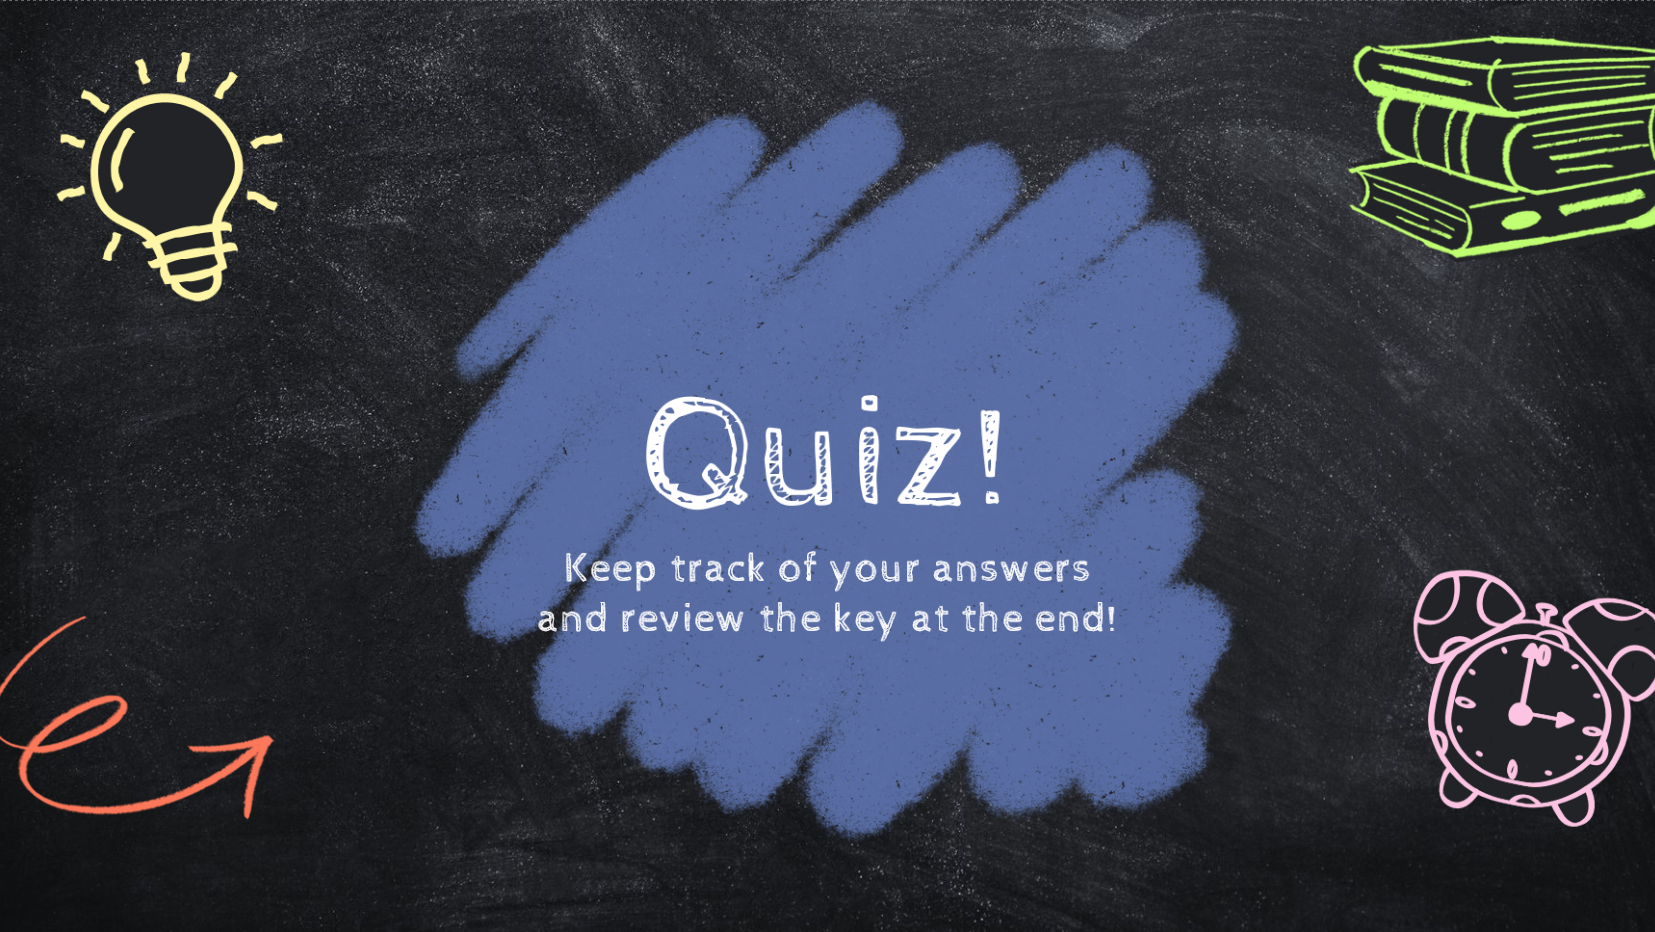 Quiz!
Keep track of your answers
and review the key at the end!